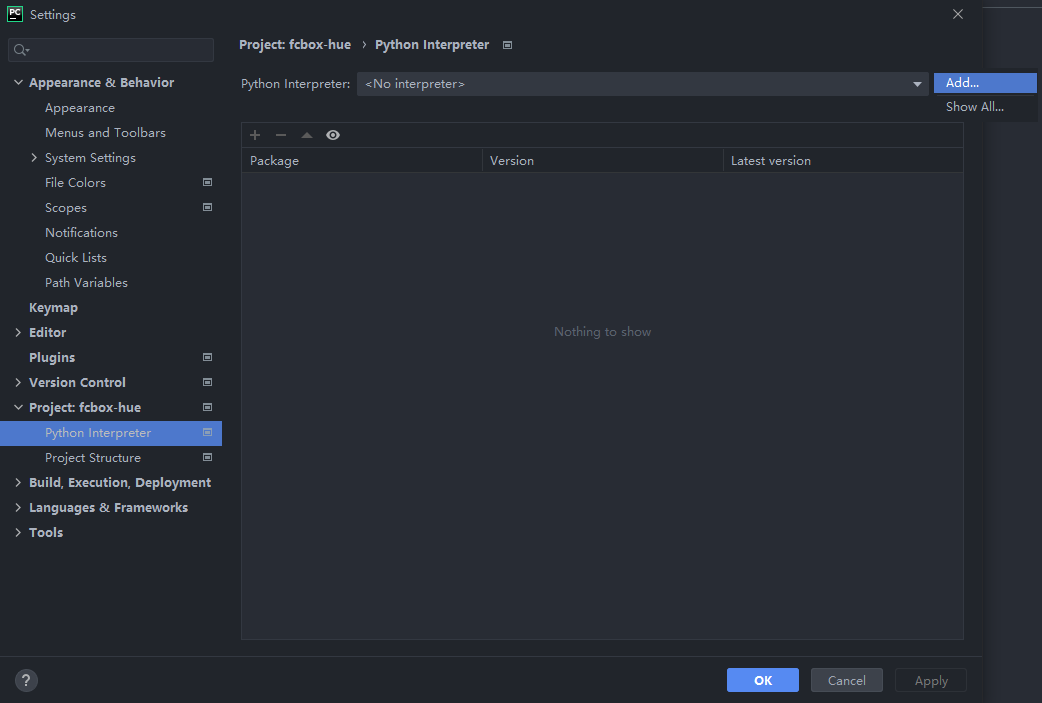 PC Settings
Project: fcbox-hue › Python Interpreter
Python Interpreter: <No interpreter> Add...
Show All...
Appearance & Behavior
Appearance
Menus and Toolbars
System Settings
File Colors
Scopes
Notifications
Quick Lists
Path Variables
Keymap
Editor
Plugins
Version Control
Project: fcbox-hue
Python Interpreter
Project Structure
Build, Execution, Deployment
Languages & Frameworks
Tools
Package Version Latest version
Nothing to show
? OK Cancel Apply